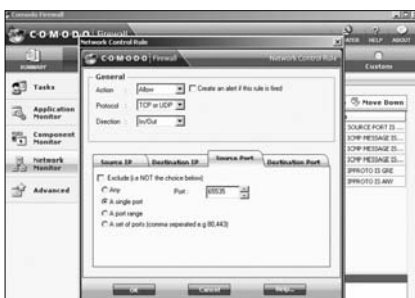 Comodo Firewall
COMODO Firewall
HELP ABOUT
SUMMARY
Custom
Tasks
Application
Monitor
Component
Monitor
Network
Monitor
Advanced
Move Down
SOURCE PORT IS ...
ICMP MESSAGE IS...
ICMP MESSAGE IS...
IPPROTO IS GRE
IPPROTO IS ANY
Network Control Rule
COMODO Firewall Network Control Rule
General
Action : Allow Create an alert if this rule is fired
Protocol : TCP or UDP
Direction : In/Out
Source IP Destination IP Source Port Destination Port
Exclude (i.e NOT the choice below)
Any Port : 65535
A single port
A port range
A set of ports (comma seperated e.g 80,443)
OK Cancel Help...